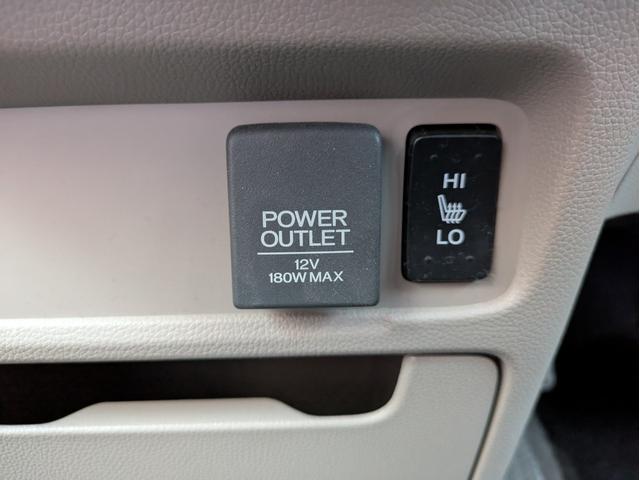 POWER
OUTLET
12V
180W MAX
HI
LO